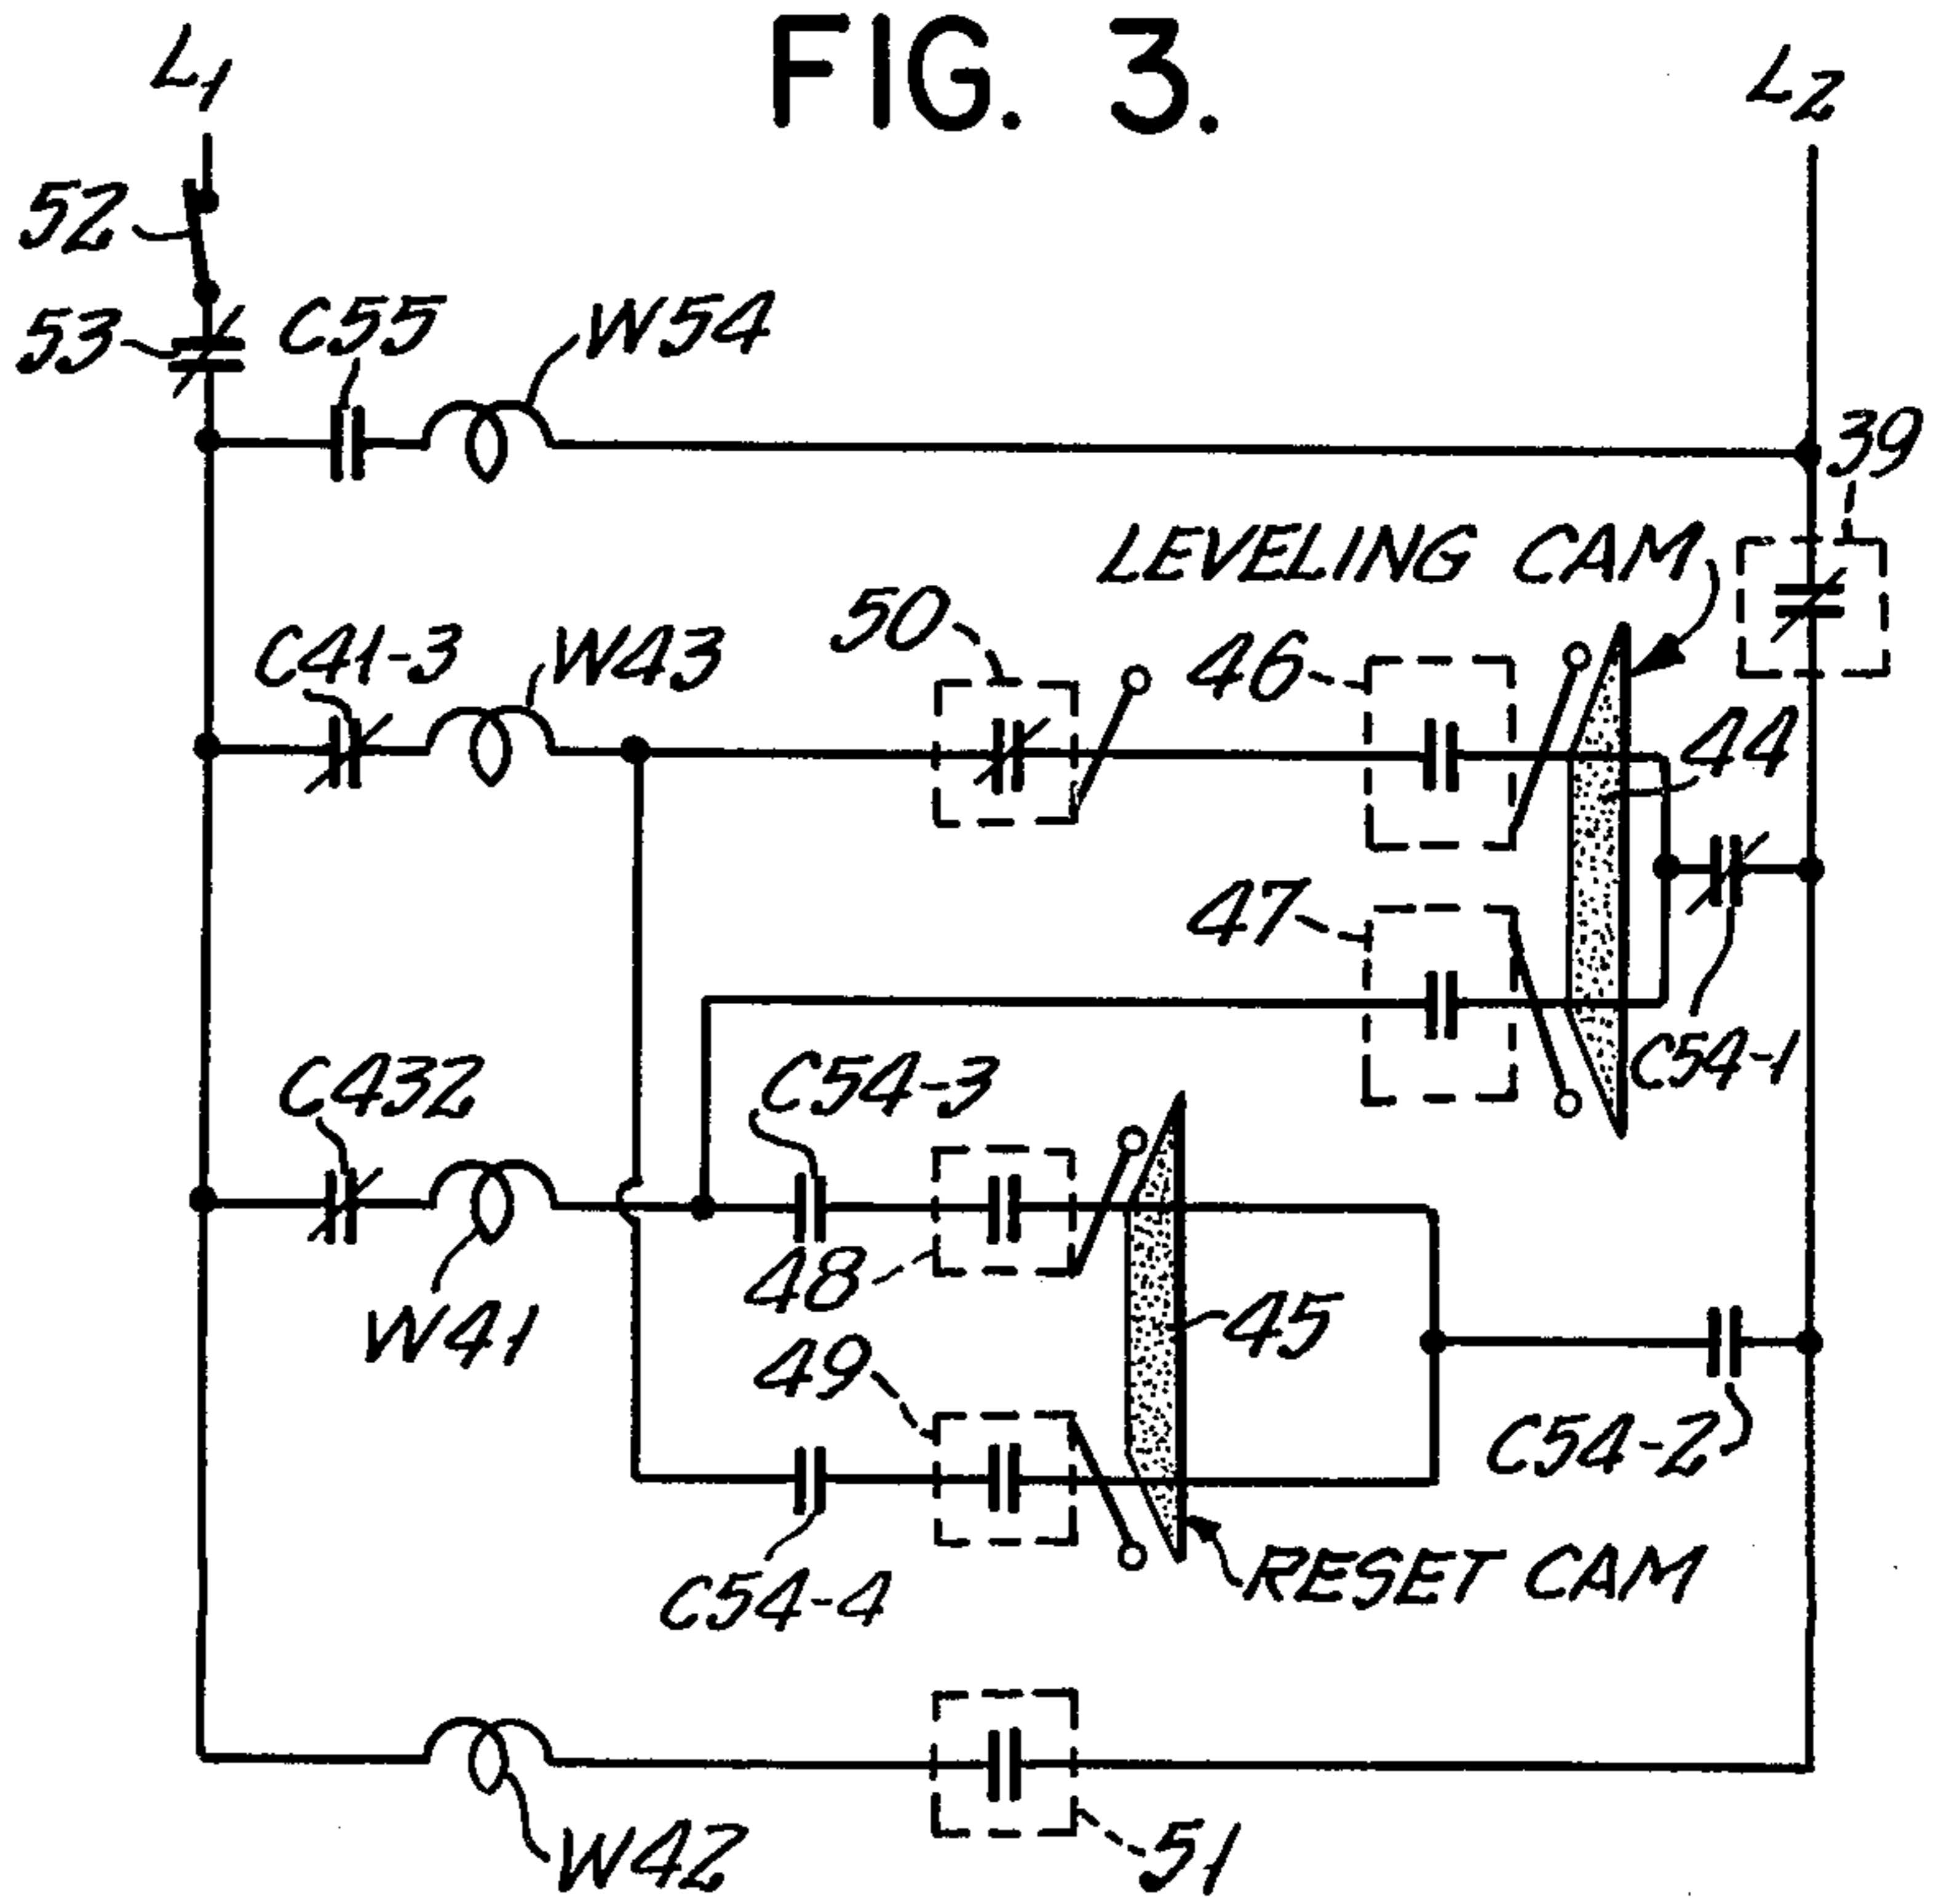 FIG. 3.
L1
L2
52
53
C55
W54
39
LEVELING CAM
50
46
C41-3
W43
44
47
C432
C54-3
C54-1
48
W41
45
49
C54-2
C54-4
RESET CAM
W42
51